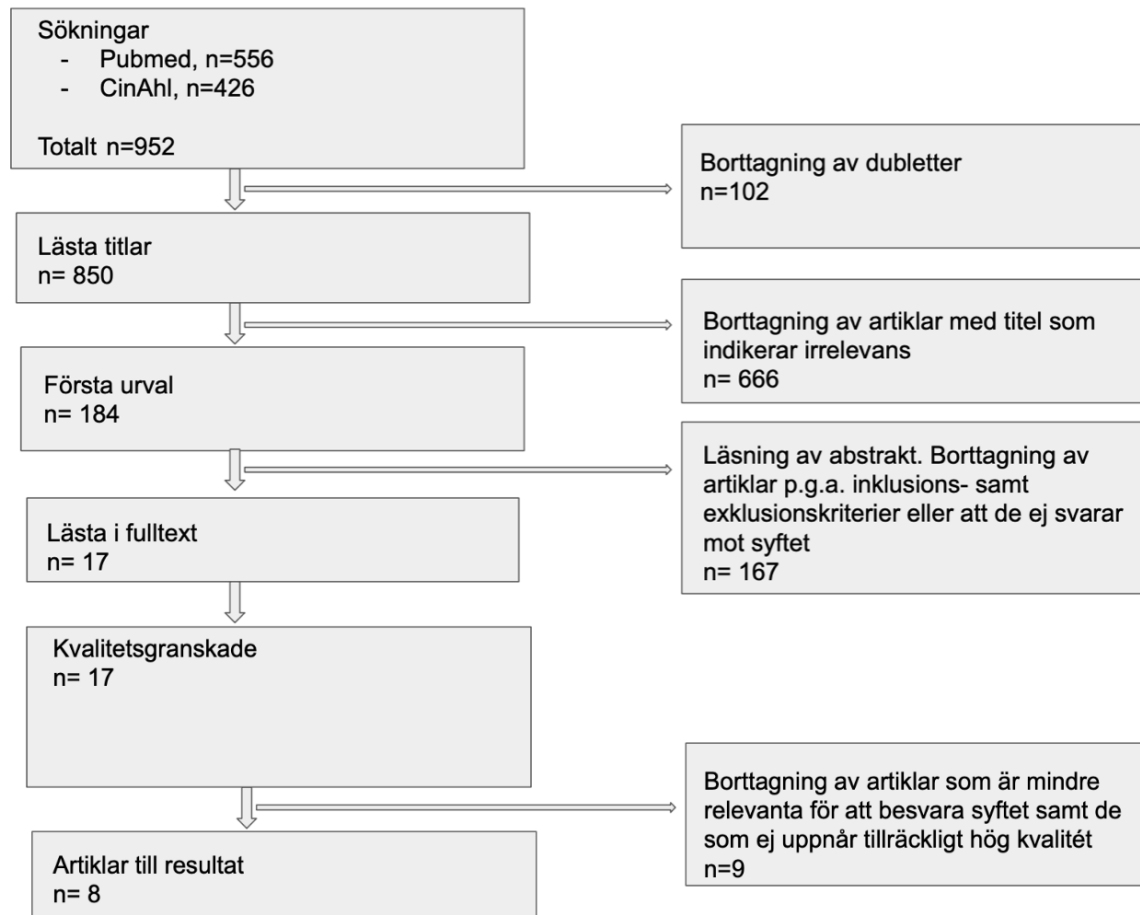 Sökningar
- Pubmed, n=556
- CinAhl, n=426
Totalt n=952
Borttagning av dubletter
n=102
Lästa titlar
n= 850
Borttagning av artiklar med titel som
indikerar irrelevans
n= 666
Första urval
n= 184
Läsning av abstrakt. Borttagning av
artiklar p.g.a. inklusions- samt
exklusionskriterier eller att de ej svarar
mot syftet
n= 167
Lästa i fulltext
n= 17
Kvalitetsgranskade
n= 17
Borttagning av artiklar som är mindre
relevanta för att besvara syftet samt de
som ej uppnår tillräckligt hög kvalitét
n=9
Artiklar till resultat
n= 8